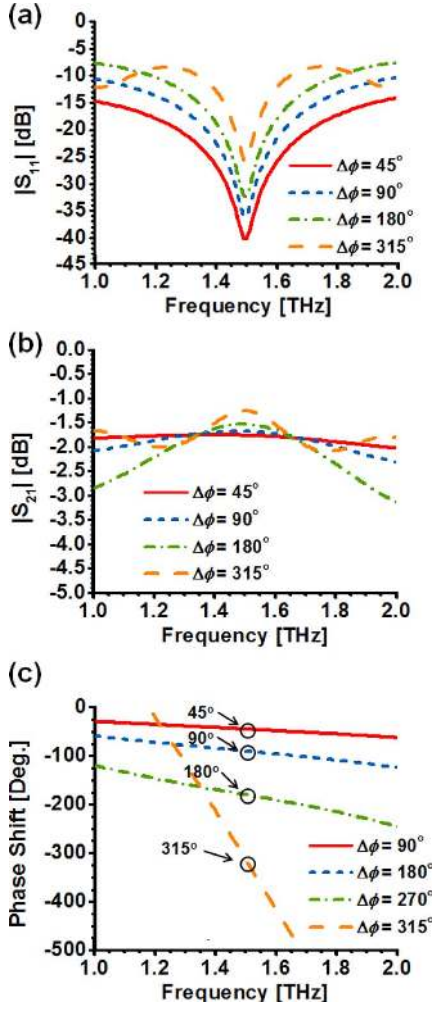 (a)
0
-5
-10
-15
-20
-25
-30
-35
-40
-45
|S11| [dB]
Δϕ= 45°
Δϕ= 90°
Δϕ= 180°
Δϕ= 315°
1.0 1.2 1.4 1.6 1.8 2.0
Frequency [THz]
(b)
0.0
-0.5
-1.0
-1.5
-2.0
-2.5
-3.0
-3.5
-4.0
-4.5
-5.0
|S21| [dB]
Δϕ= 45°
Δϕ= 90°
Δϕ= 180°
Δϕ= 315°
1.0 1.2 1.4 1.6 1.8 2.0
Frequency [THz]
(c)
0
-100
-200
-300
-400
-500
Phase Shift [Deg.]
45°
90°
180°
315°
Δϕ= 90°
Δϕ= 180°
Δϕ= 270°
Δϕ= 315°
1.0 1.2 1.4 1.6 1.8 2.0
Frequency [THz]